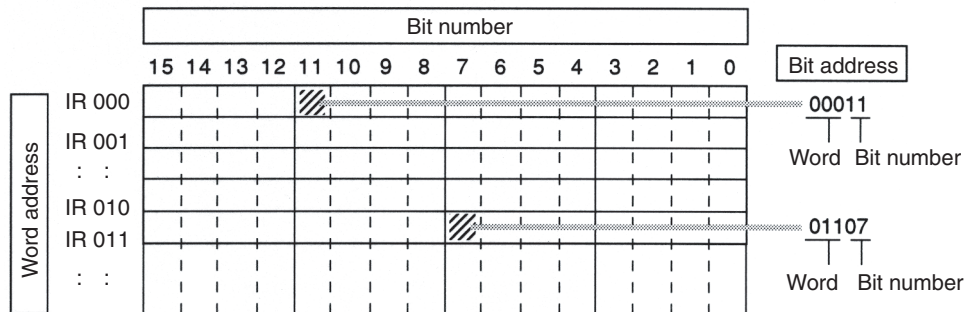 Bit number
15 14 13 12 11 10 9 8 7 6 5 4 3 2 1 0
Bit address
Word address
IR 000
00011
Word Bit number
IR 001
: :
IR 010
IR 011
01107
Word Bit number
: :